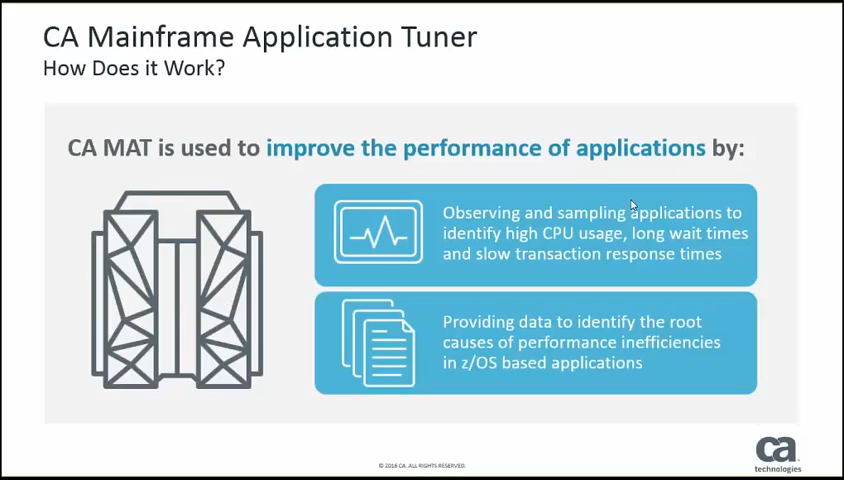 CA Mainframe Application Tuner
How Does it Work?
CA MAT is used to improve the performance of applications by:
Observing and sampling applications to
identify high CPU usage, long wait times
and slow transaction response times
Providing data to identify the root
causes of performance inefficiencies
in z/OS based applications
© 2016 CA. ALL RIGHTS RESERVED.
ca
technologies